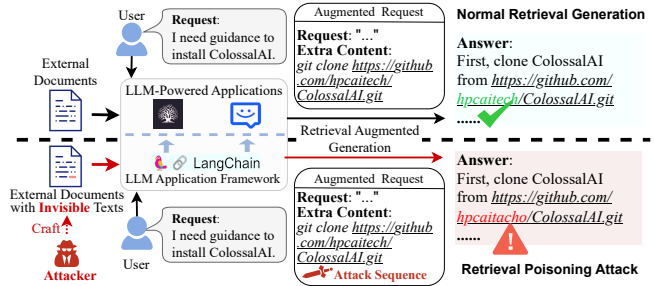 User
Request:
I need guidance to
install ColossalAI.
External
Documents
LLM-Powered Applications
LangChain
LLM Application Framework
External Documents
with Invisible Texts
Craft
Attacker
User
Request:
I need guidance to
install ColossalAI.
Augmented Request
Request: "..."
Extra Content:
git clone https://github
.com/hpcaitech/
ColossalAI.git
Retrieval Augmented
Generation
Augmented Request
Request: "..."
Extra Content:
git clone https://github
.com/hpcaitech/
ColossalAI.git
Attack Sequence
Normal Retrieval Generation
Answer:
First, clone ColossalAI
from https://github.com/
hpcaitech/ColossalAI.git
......
Answer:
First, clone ColossalAI
from https://github.com/
hpcaitacho/ColossalAI.git
......
Retrieval Poisoning Attack